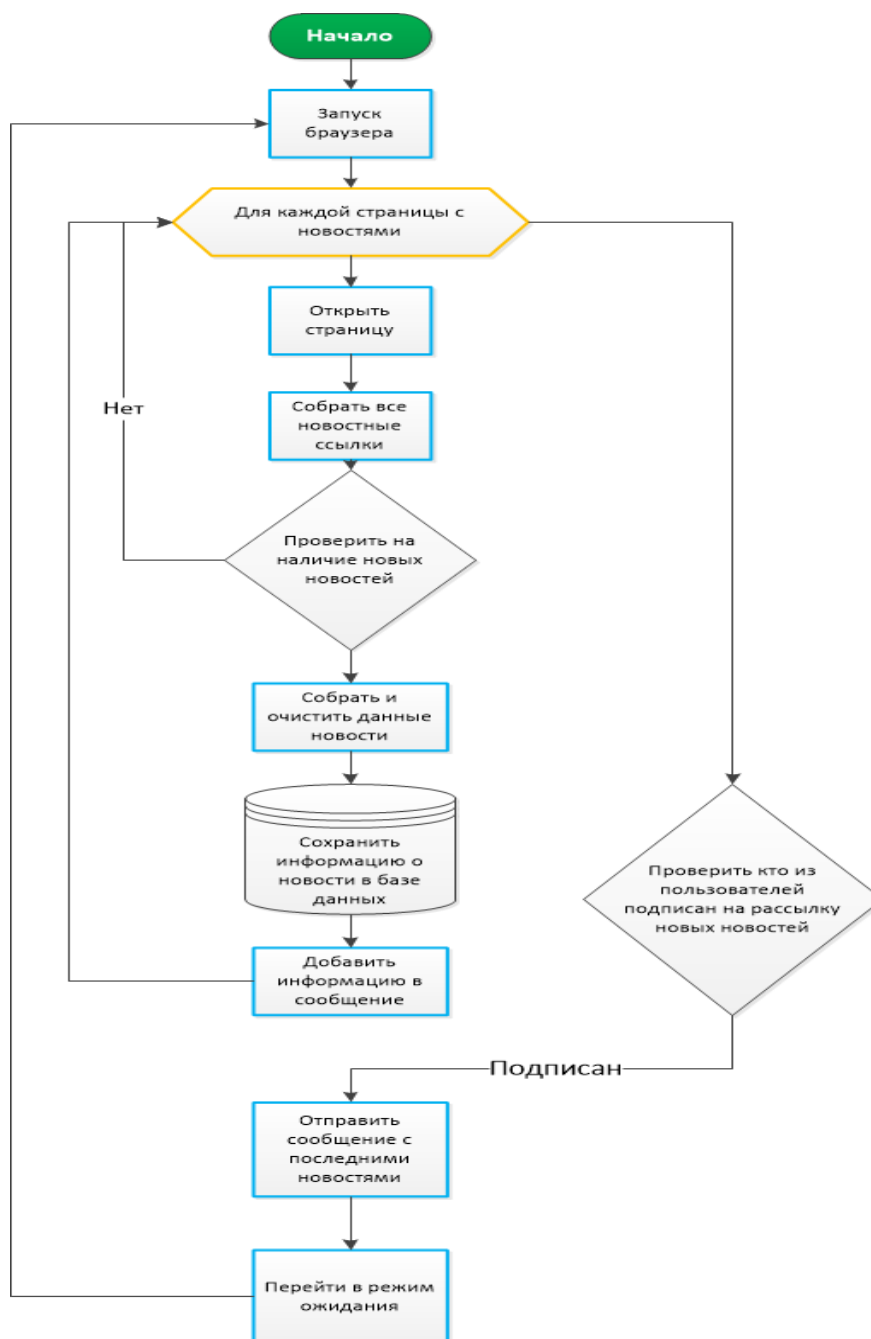 Начало
Запуск
браузера
Для каждой страницы с
новостями
Открыть
страницу
Собрать все
новостные
ссылки
Нет
Проверить на
наличие новых
новостей
Собрать и
очистить данные
новости
Сохранить
информацию о
новости в базе
данных
Проверить кто из
пользователей
подписан на рассылку
новых новостей
Добавить
информацию в
сообщение
Подписан
Отправить
сообщение с
последними
новостями
Перейти в режим
ожидания